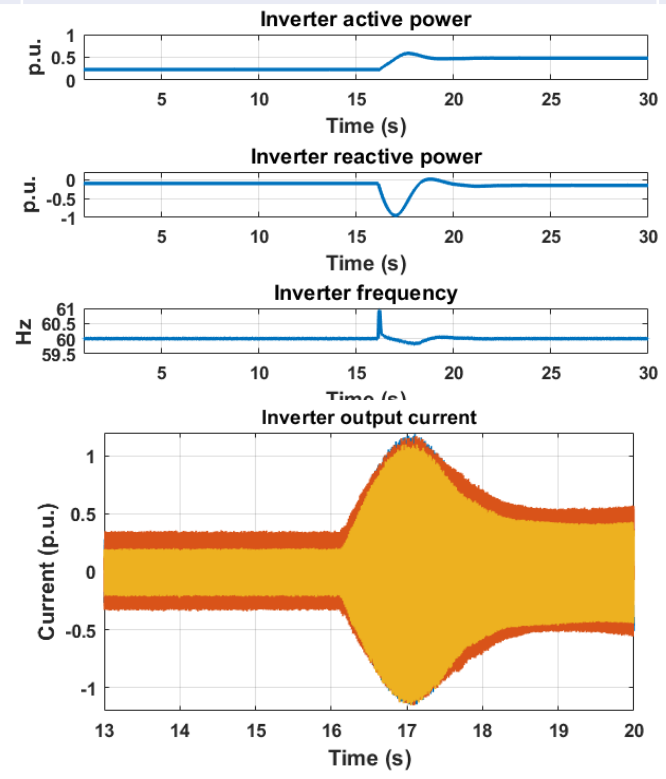 Inverter active power
1
0.5
0
p.u.
5 10 15 20 25 30
Time (s)
Inverter reactive power
0
-0.5
-1
p.u.
5 10 15 20 25 30
Time (s)
Inverter frequency
61
60.5
60
59.5
Hz
5 10 15 20 25 30
Time (s)
Inverter output current
1
0.5
0
-0.5
-1
Current (p.u.)
13 14 15 16 17 18 19 20
Time (s)